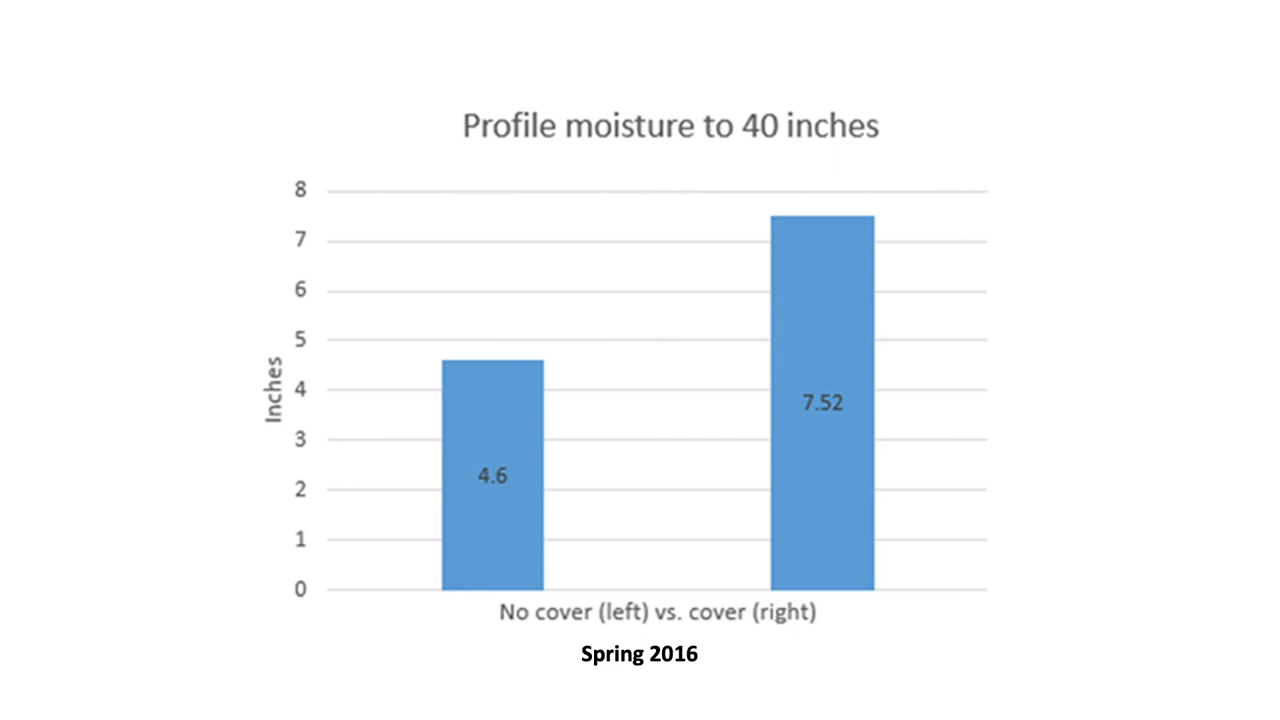 Profile moisture to 40 inches
8
7
6
5
4
3
2
1
0
Inches
4.6
7.52
No cover (left) vs. cover (right)
Spring 2016